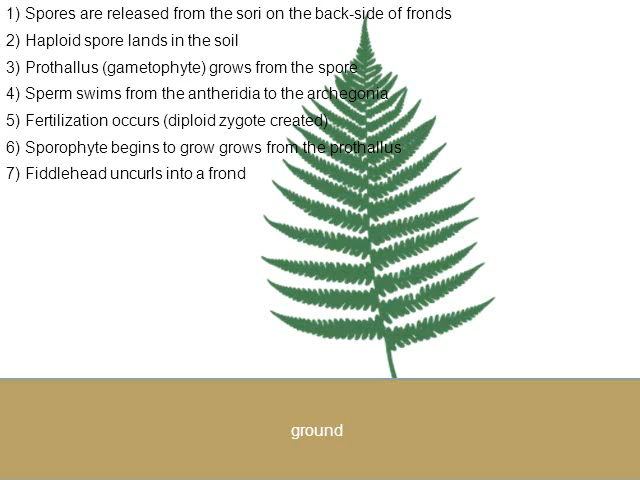 1) Spores are released from the sori on the back-side of fronds
2) Haploid spore lands in the soil
3) Prothallus (gametophyte) grows from the spore
4) Sperm swims from the antheridia to the archegonia
5) Fertilization occurs (diploid zygote created)
6) Sporophyte begins to grow grows from the prothallus
7) Fiddlehead uncurls into a frond
ground